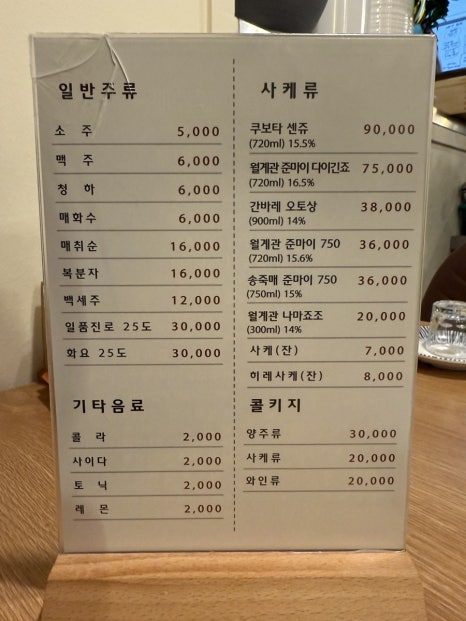 일반주류
소 주 5,000
맥 주 6,000
청 하 6,000
매화수 6,000
매취순 16,000
복분자 16,000
백세주 12,000
일품진로 25도 30,000
화요 25도 30,000
기타음료
콜 라 2,000
사이다 2,000
토 닉 2,000
레 몬 2,000
사케류
쿠보타 센쥬 90,000
(720ml) 15.5%
월계관 준마이 다이긴죠 75,000
(720ml) 16.5%
간바레 오토상 38,000
(900ml) 14%
월계관 준마이 750 36,000
(720ml) 15.6%
송죽매 준마이 750 36,000
(750ml) 15%
월계관 나마죠조 20,000
(300ml) 14%
사케(잔) 7,000
히레사케(잔) 8,000
콜키지
양주류 30,000
사케류 20,000
와인류 20,000